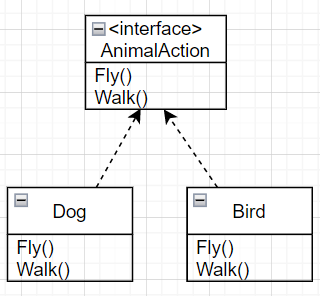 <interface>
AnimalAction
Fly()
Walk()
Dog
Fly()
Walk()
Bird
Fly()
Walk()